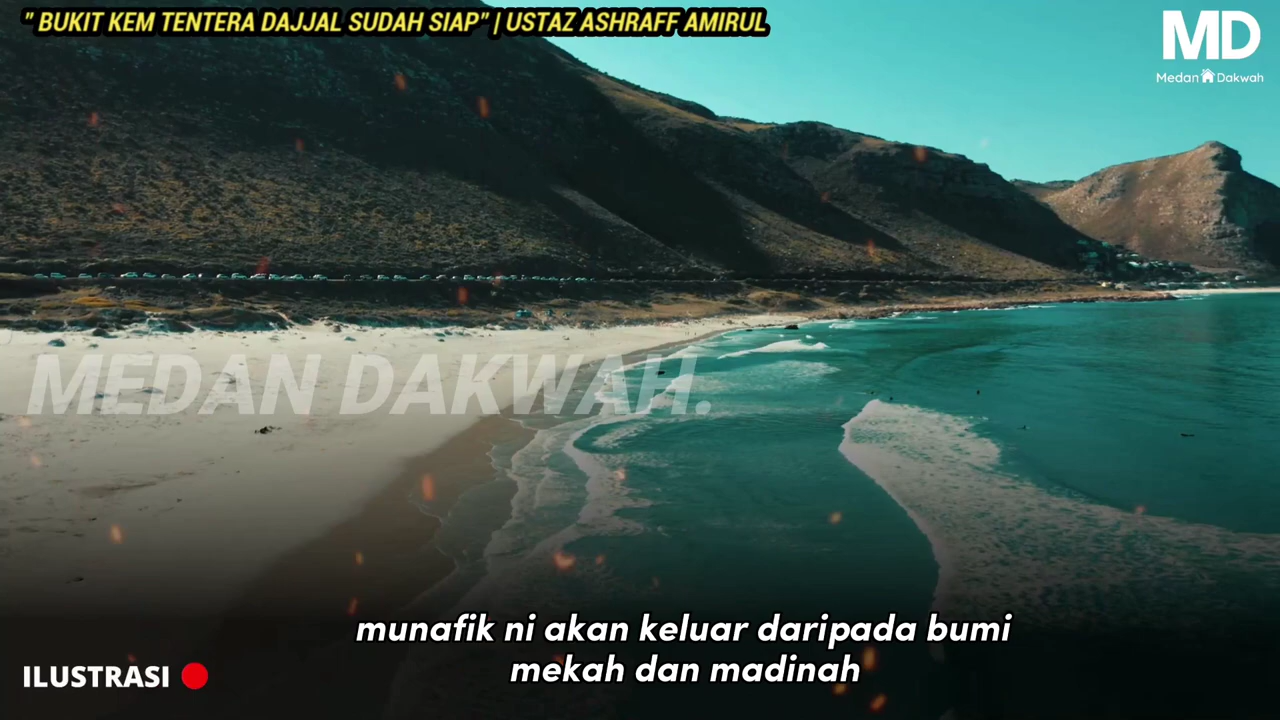 " BUKIT KEM TENTERA DAJJAL SUDAH SIAP" | USTAZ ASHRAFF AMIRUL
MD
Medan Dakwah
MEDAN DAKWAH.
munafik ni akan keluar daripada bumi
mekah dan madinah
ILUSTRASI